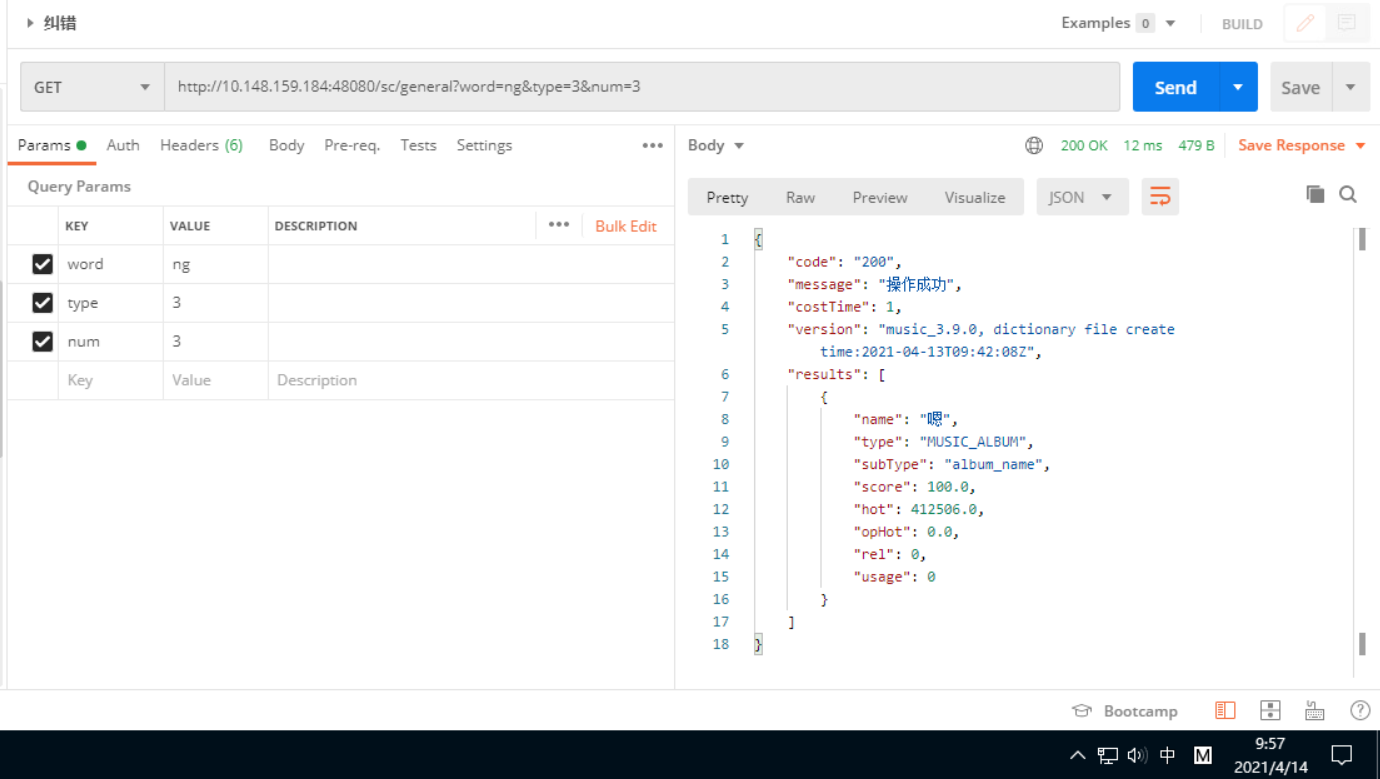 纠错
Examples 0 BUILD
GET http://10.148.159.184:48080/sc/general?word=ng&type=3&num=3 Send Save
Params Auth Headers (6) Body Pre-req. Tests Settings
Query Params
KEY VALUE DESCRIPTION Bulk Edit
word ng
type 3
num 3
Key Value Description
Body 200 OK 12 ms 479 B Save Response
Pretty Raw Preview Visualize JSON
1 {
2 "code": "200",
3 "message": "操作成功",
4 "costTime": 1,
5 "version": "music_3.9.0, dictionary file create
time:2021-04-13T09:42:08Z",
6 "results": [
7 {
8 "name": "嗯",
9 "type": "MUSIC_ALBUM",
10 "subType": "album_name",
11 "score": 100.0,
12 "hot": 412506.0,
13 "opHot": 0.0,
14 "rel": 0,
15 "usage": 0
16 }
17 ]
18 }
Bootcamp
中 M 9:57
2021/4/14